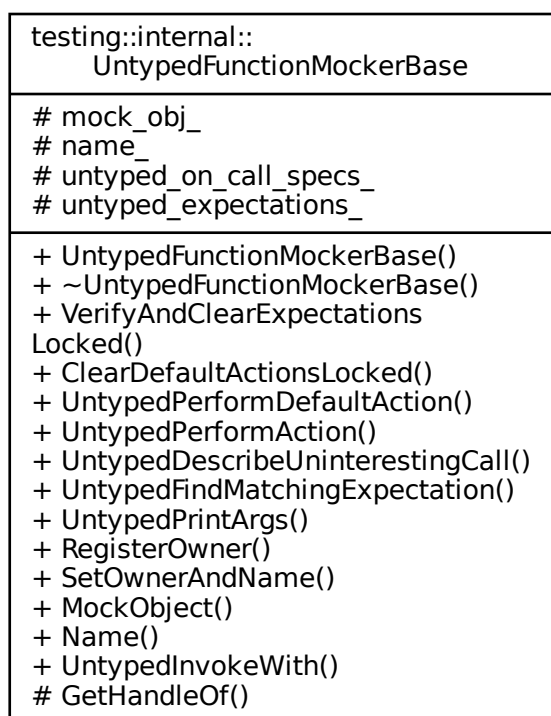 testing::internal::
UntypedFunctionMockerBase
# mock_obj_
# name_
# untyped_on_call_specs_
# untyped_expectations_
+ UntypedFunctionMockerBase()
+ ~UntypedFunctionMockerBase()
+ VerifyAndClearExpectations
Locked()
+ ClearDefaultActionsLocked()
+ UntypedPerformDefaultAction()
+ UntypedPerformAction()
+ UntypedDescribeUninterestingCall()
+ UntypedFindMatchingExpectation()
+ UntypedPrintArgs()
+ RegisterOwner()
+ SetOwnerAndName()
+ MockObject()
+ Name()
+ UntypedInvokeWith()
# GetHandleOf()